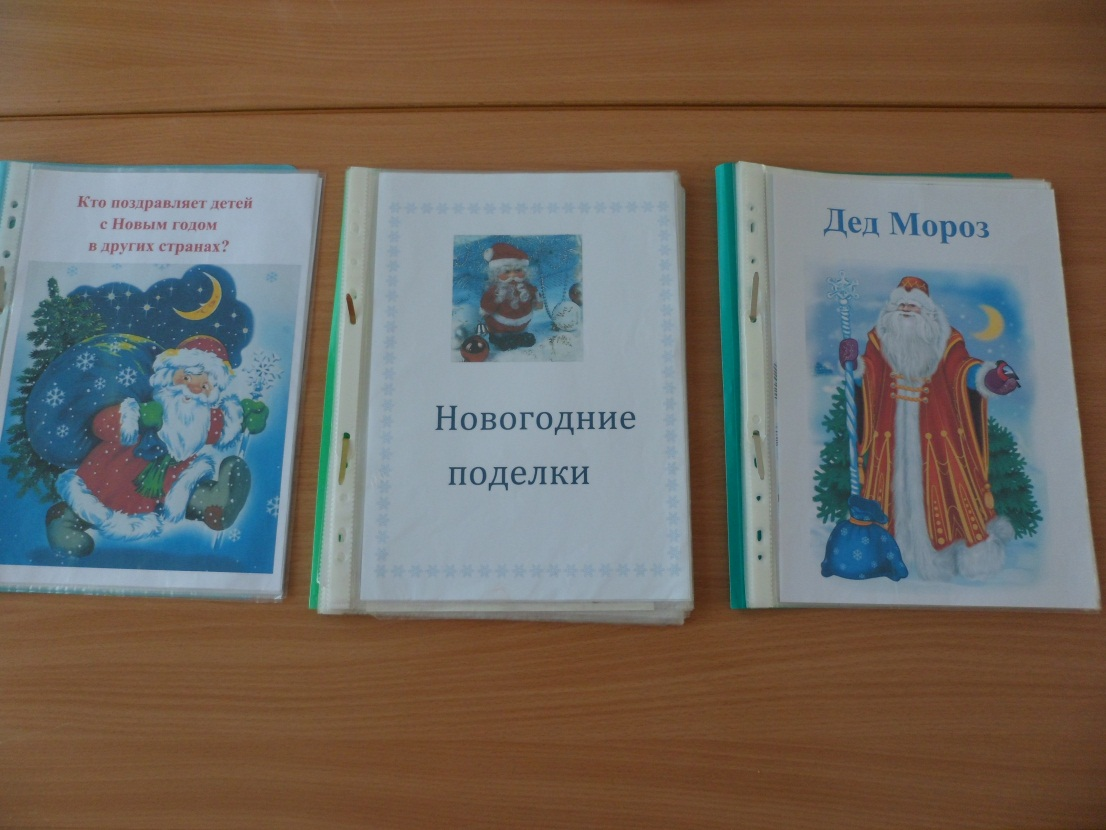 Кто поздравляет детей
с Новым годом
в других странах?
Новогодние
поделки
Дед Мороз